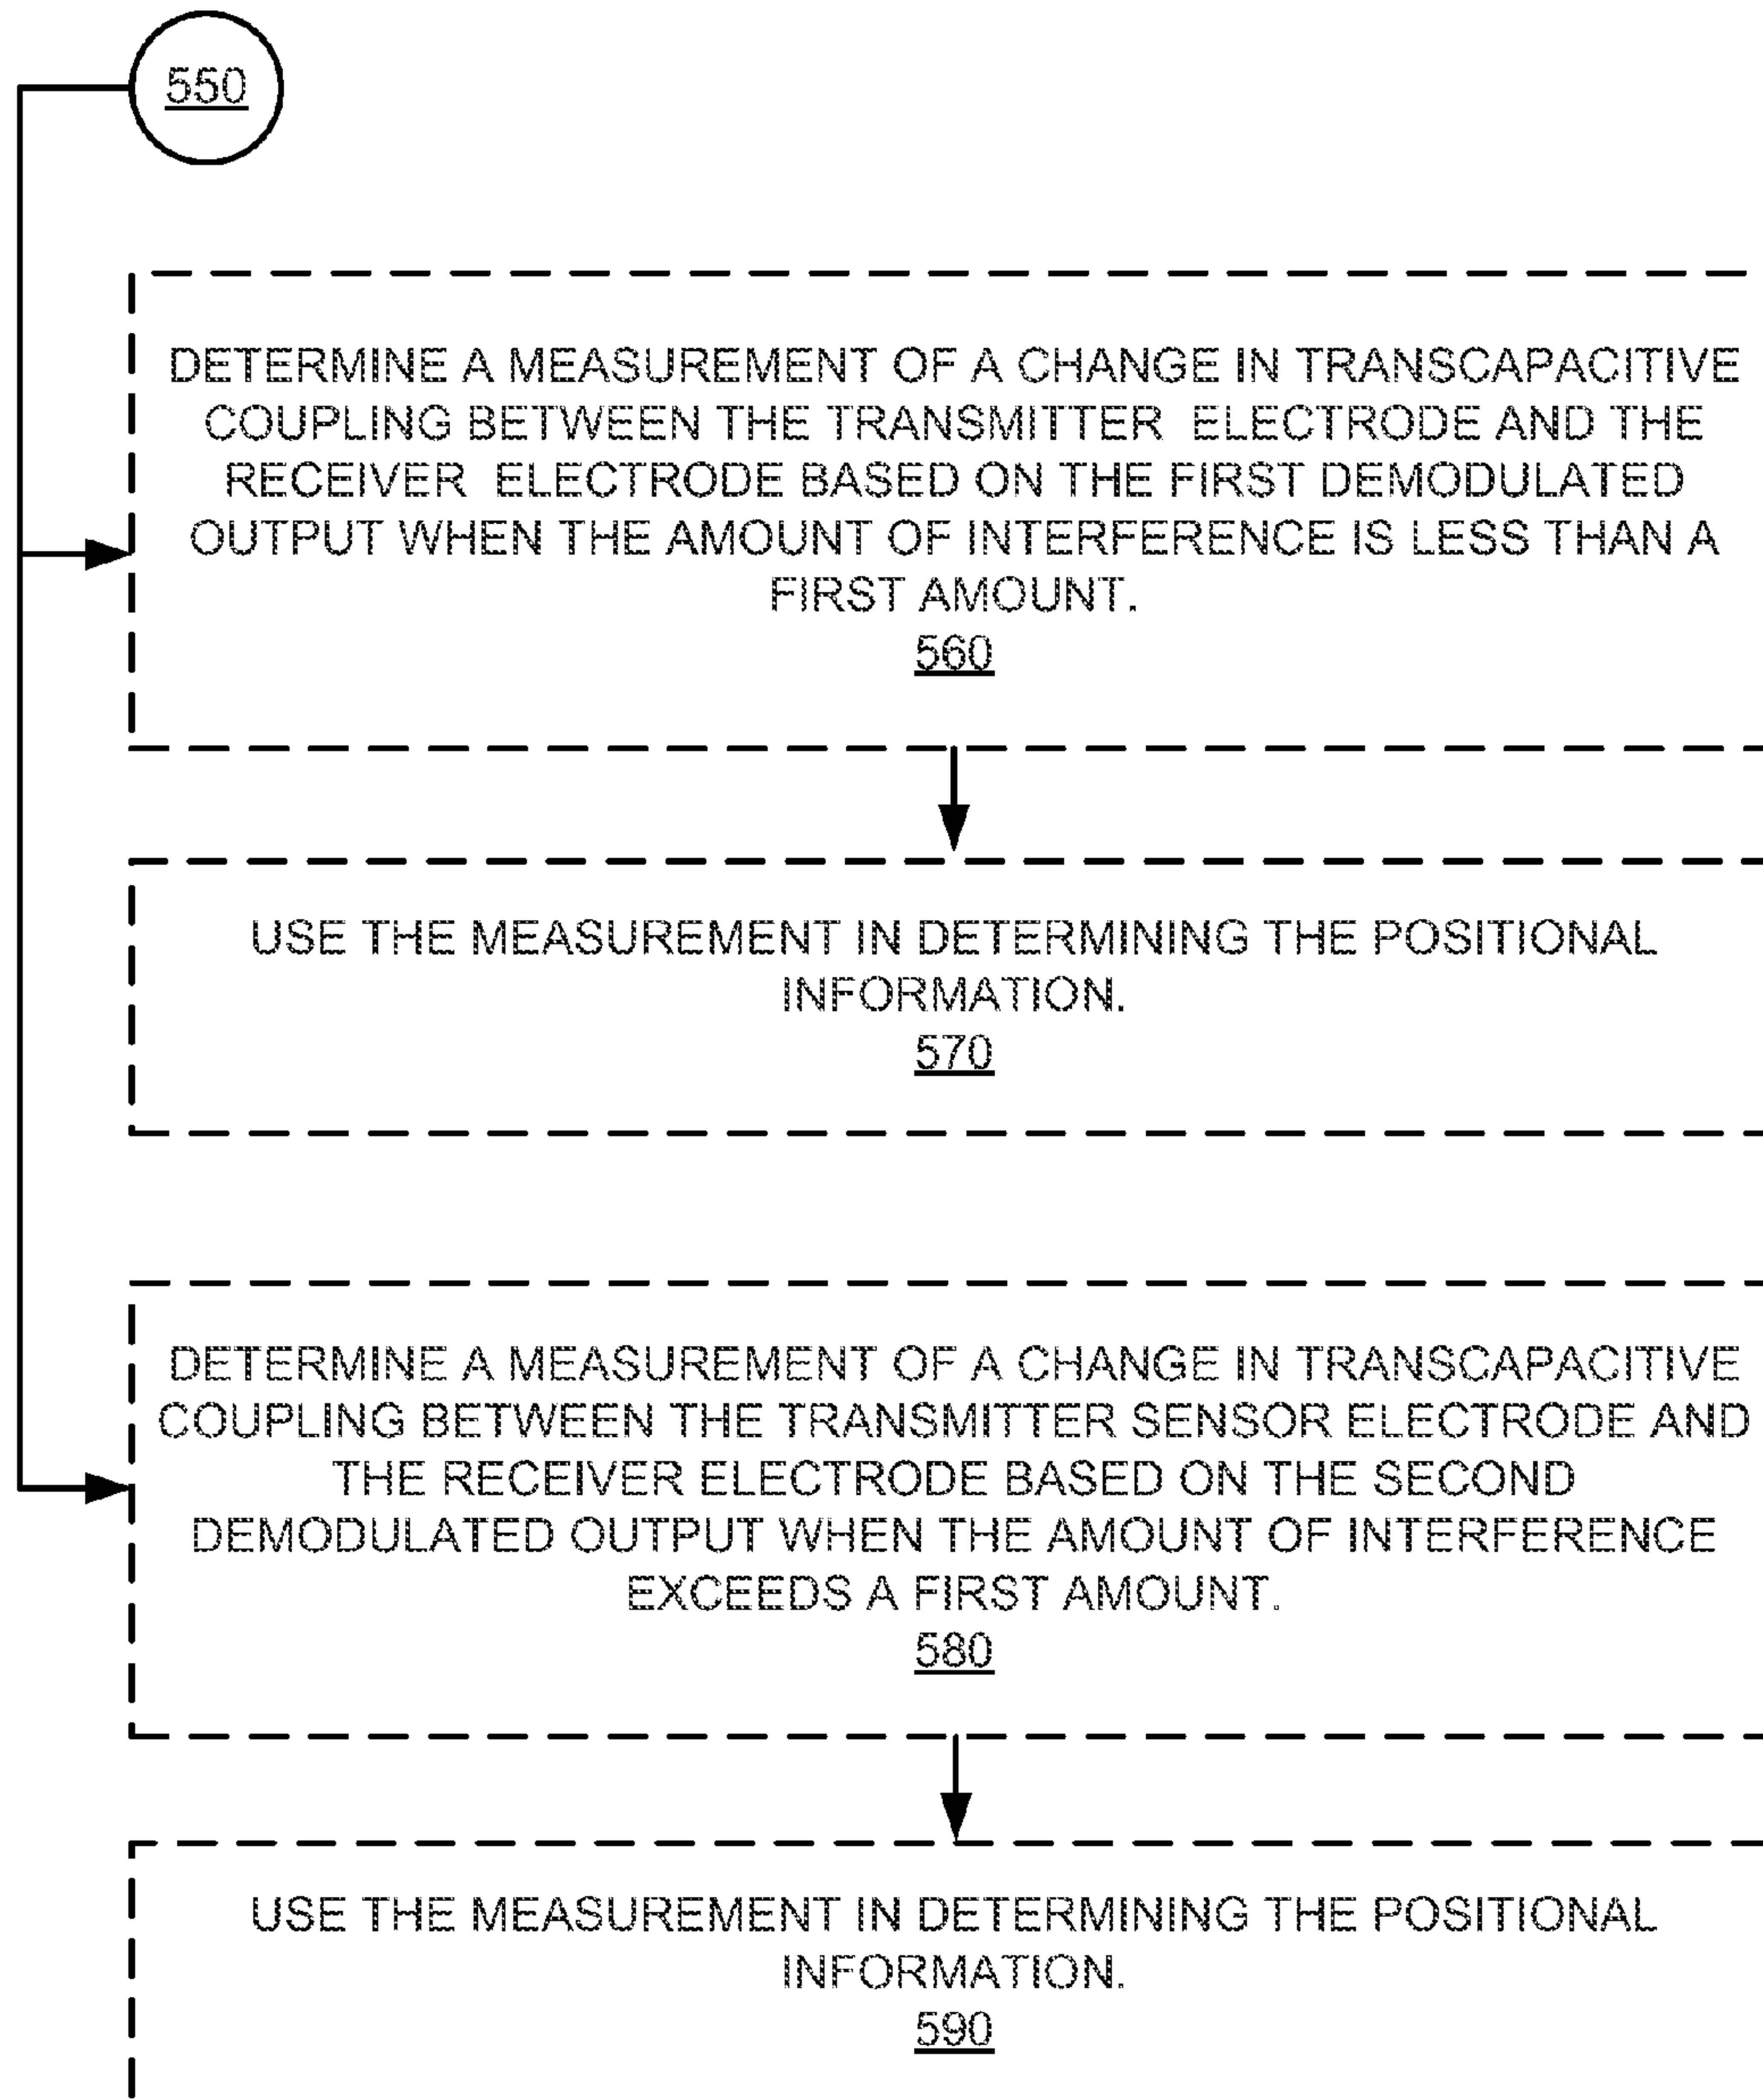 550
DETERMINE A MEASUREMENT OF A CHANGE IN TRANSCAPACITIVE
COUPLING BETWEEN THE TRANSMITTER ELECTRODE AND THE
RECEIVER ELECTRODE BASED ON THE FIRST DEMODULATED
OUTPUT WHEN THE AMOUNT OF INTERFERENCE IS LESS THAN A
FIRST AMOUNT.
560
USE THE MEASUREMENT IN DETERMINING THE POSITIONAL
INFORMATION.
570
DETERMINE A MEASUREMENT OF A CHANGE IN TRANSCAPACITIVE
COUPLING BETWEEN THE TRANSMITTER SENSOR ELECTRODE AND
THE RECEIVER ELECTRODE BASED ON THE SECOND
DEMODULATED OUTPUT WHEN THE AMOUNT OF INTERFERENCE
EXCEEDS A FIRST AMOUNT.
580
USE THE MEASUREMENT IN DETERMINING THE POSITIONAL
INFORMATION.
590